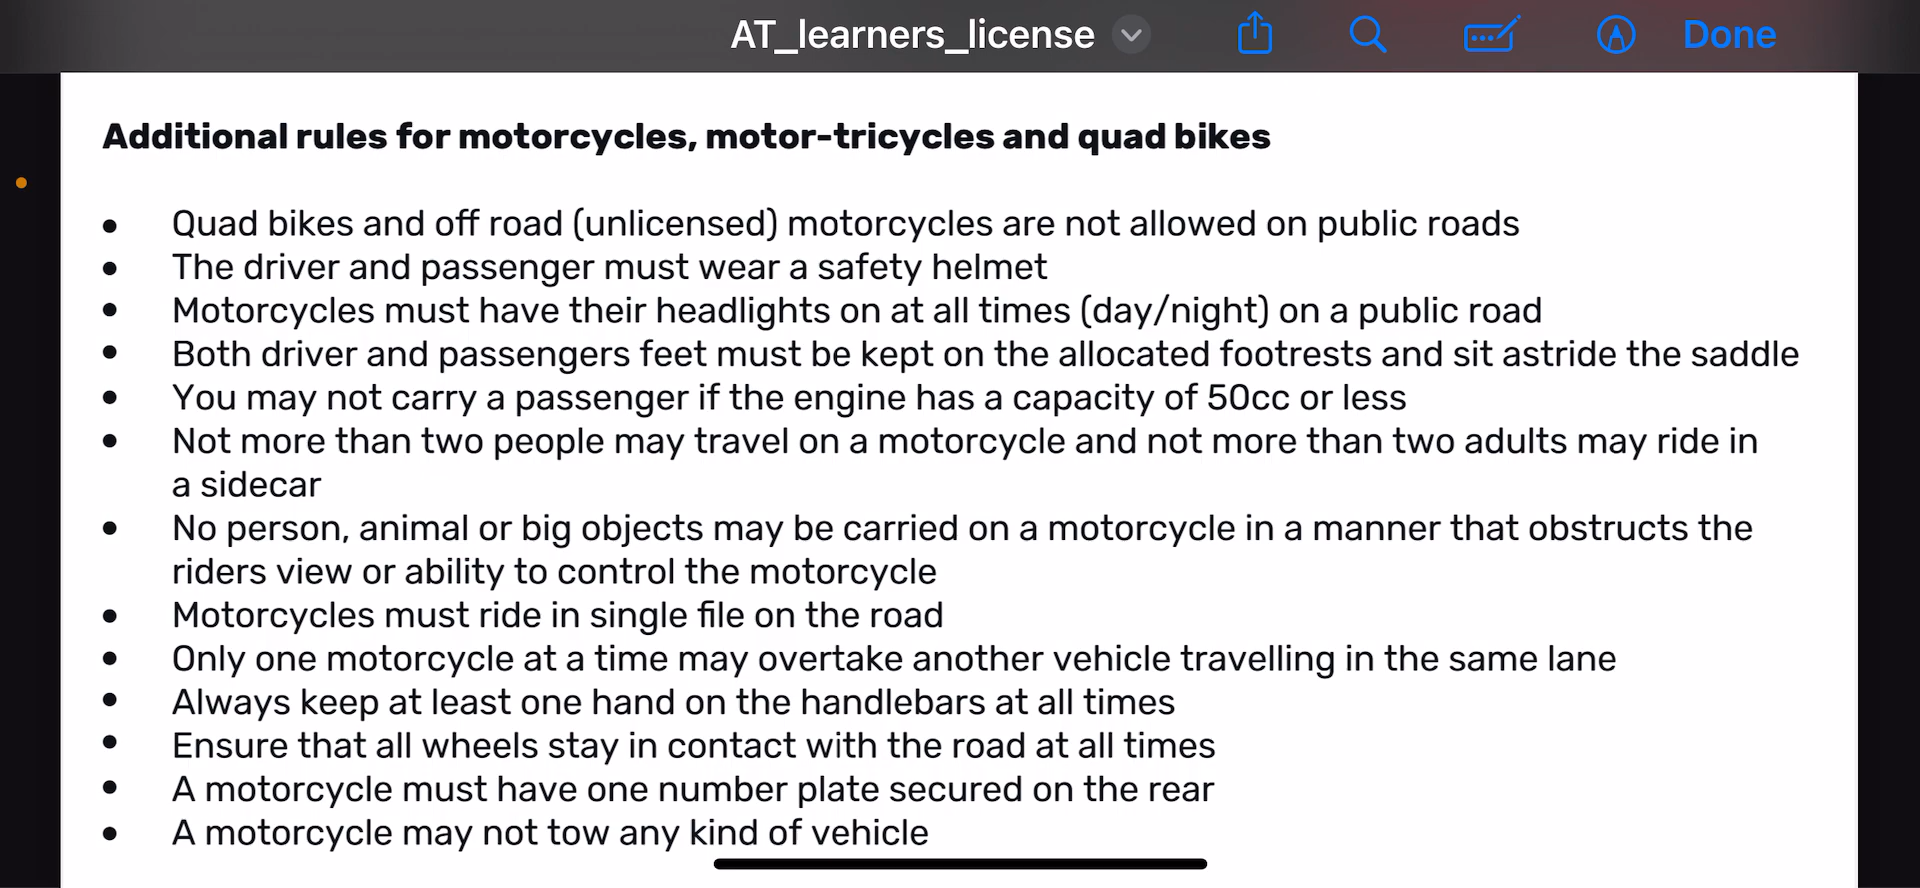 AT_learners_license
Done
Additional rules for motorcycles, motor-tricycles and quad bikes
• Quad bikes and off road (unlicensed) motorcycles are not allowed on public roads
• The driver and passenger must wear a safety helmet
• Motorcycles must have their headlights on at all times (day/night) on a public road
• Both driver and passengers feet must be kept on the allocated footrests and sit astride the saddle
• You may not carry a passenger if the engine has a capacity of 50cc or less
• Not more than two people may travel on a motorcycle and not more than two adults may ride in
a sidecar
• No person, animal or big objects may be carried on a motorcycle in a manner that obstructs the
riders view or ability to control the motorcycle
• Motorcycles must ride in single file on the road
• Only one motorcycle at a time may overtake another vehicle travelling in the same lane
• Always keep at least one hand on the handlebars at all times
• Ensure that all wheels stay in contact with the road at all times
• A motorcycle must have one number plate secured on the rear
• A motorcycle may not tow any kind of vehicle